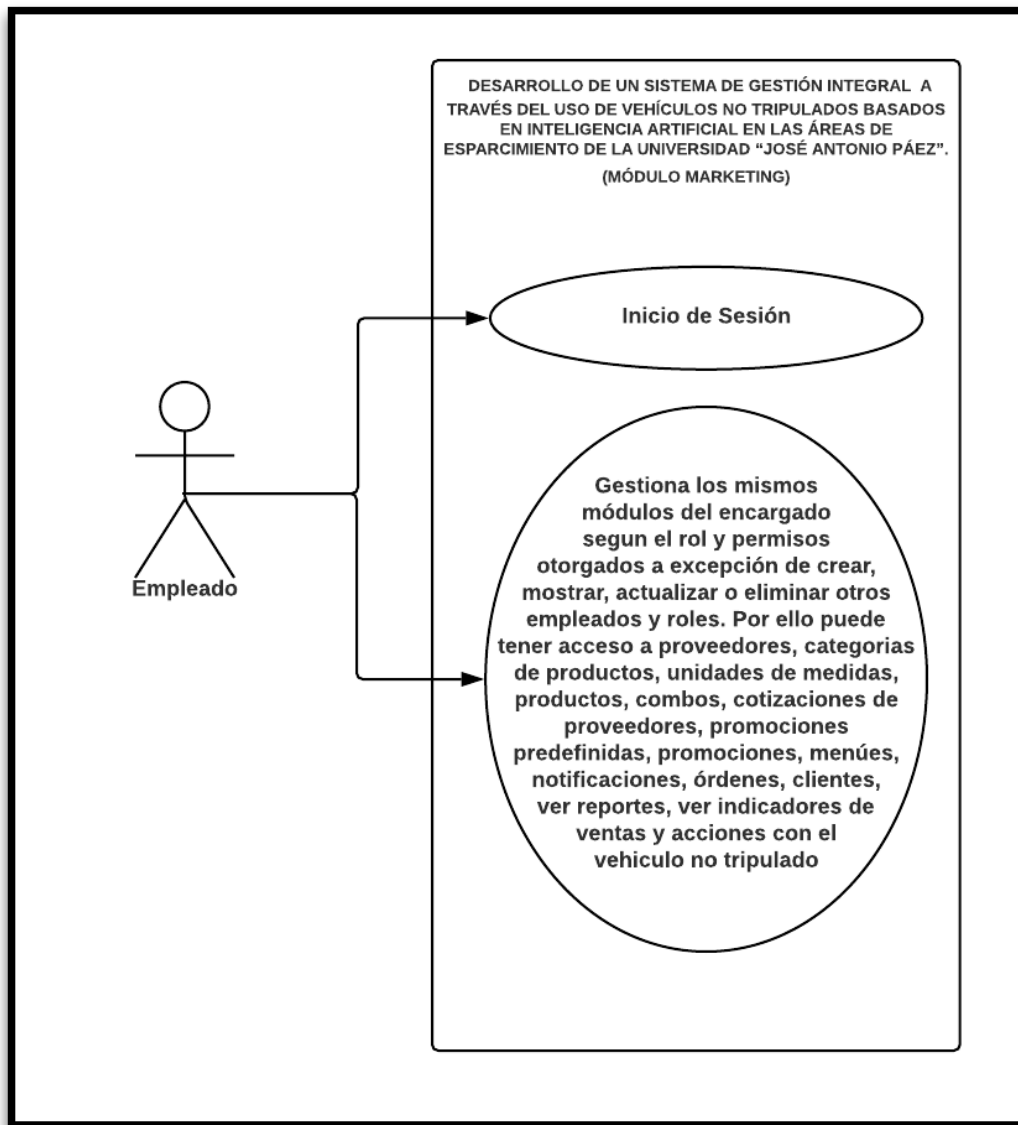 DESARROLLO DE UN SISTEMA DE GESTIÓN INTEGRAL A
TRAVÉS DEL USO DE VEHÍCULOS NO TRIPULADOS BASADOS
EN INTELIGENCIA ARTIFICIAL EN LAS ÁREAS DE
ESPARCIMIENTO DE LA UNIVERSIDAD “JOSÉ ANTONIO PÁEZ”.
(MÓDULO MARKETING)
Inicio de Sesión
Empleado
Gestiona los mismos
módulos del encargado
segun el rol y permisos
otorgados a excepción de crear,
mostrar, actualizar o eliminar otros
empleados y roles. Por ello puede
tener acceso a proveedores, categorias
de productos, unidades de medidas,
productos, combos, cotizaciones de
proveedores, promociones
predefinidas, promociones, menúes,
notificaciones, órdenes, clientes,
ver reportes, ver indicadores de
ventas y acciones con el
vehiculo no tripulado